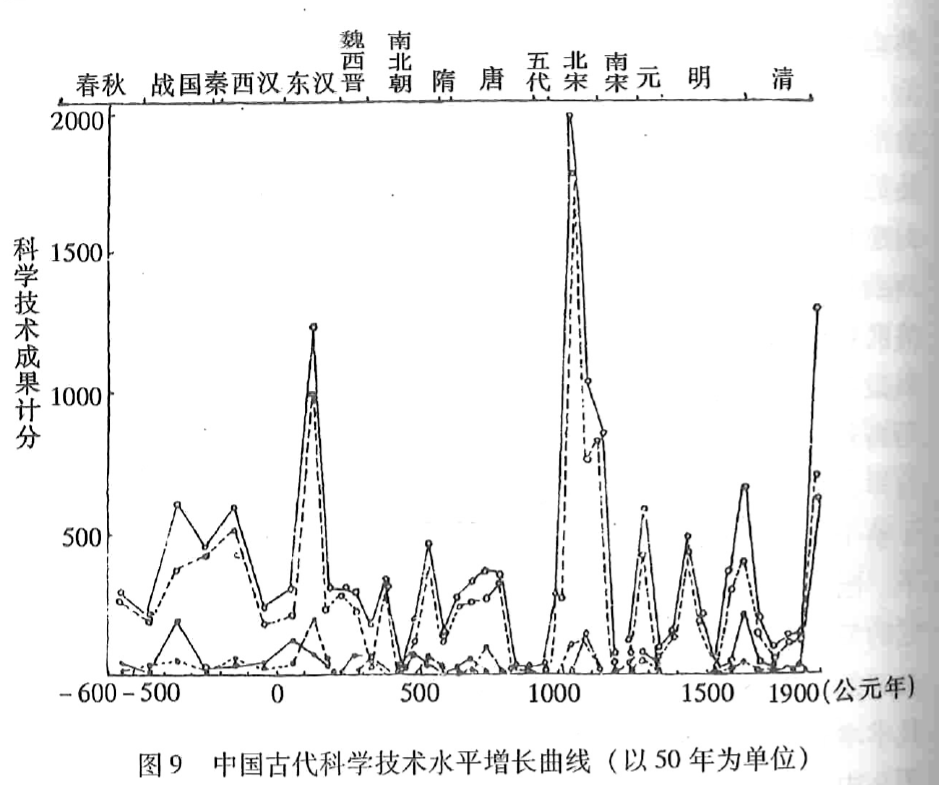 春秋 战国 秦 西汉 东汉 魏西晋 南北朝 隋 唐 五代 北宋 南宋 元 明 清
科学技术成果计分
2000
1500
1000
500
-600 -500 0 500 1000 1500 1900(公元年)
图9 中国古代科学技术水平增长曲线（以50年为单位）